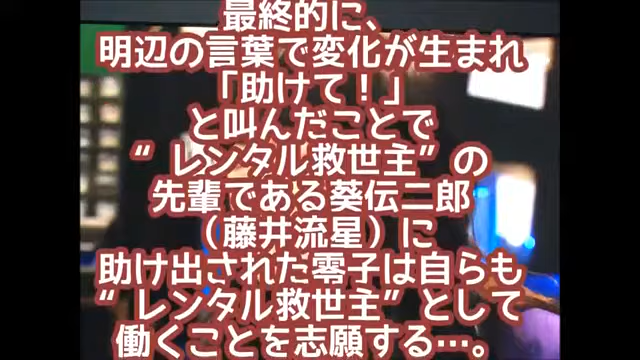 最終的に、
明辺の言葉で変化が生まれ
「助けて！」
と叫んだことで
“レンタル救世主”の
先輩である葵伝二郎
（藤井流星）に
助け出された零子は自らも
“レンタル救世主”として
働くことを志願する…。